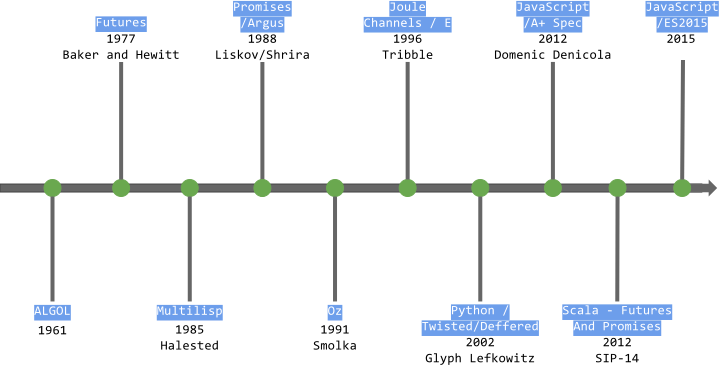 Futures
1977
Baker and Hewitt
Promises
/Argus
1988
Liskov/Shrira
Joule
Channels / E
1996
Tribble
JavaScript
/A+ Spec
2012
Domenic Denicola
JavaScript
/ES2015
2015
ALGOL
1961
Multilisp
1985
Halested
Oz
1991
Smolka
Python /
Twisted/Deffered
2002
Glyph Lefkowitz
Scala - Futures
And Promises
2012
SIP-14